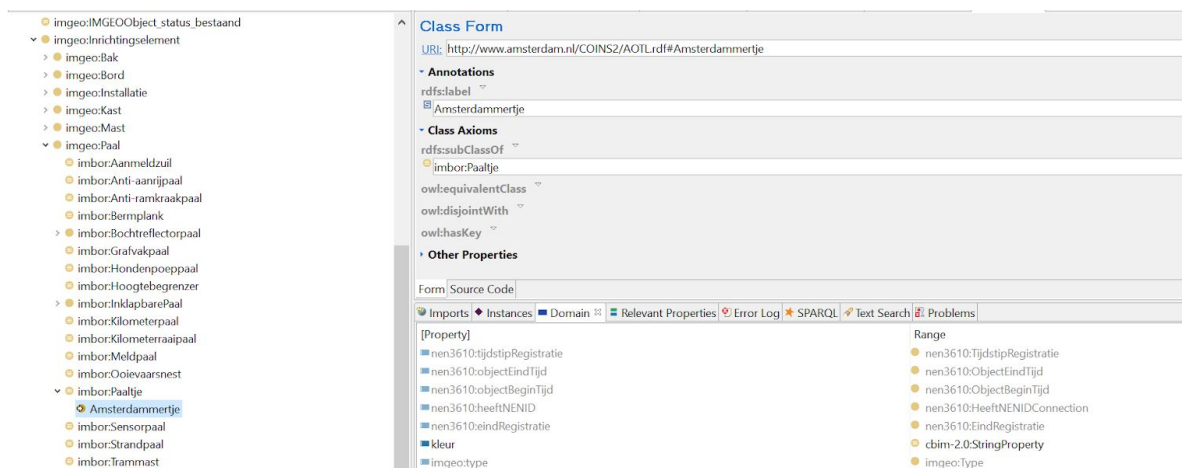 imgeo:IMGEOObject_status_bestaand
imgeo:Inrichtingselement
imgeo:Bak
imgeo:Bord
imgeo:Installatie
imgeo:Kast
imgeo:Mast
imgeo:Paal
imbor:Aanmeldzuil
imbor:Anti-aanrijpaal
imbor:Anti-ramkraakpaal
imbor:Bermplank
imbor:Bochtreflectorpaal
imbor:Grafvakpaal
imbor:Hondenpoeppaal
imbor:Hoogtebegrenzer
imbor:InklapbarePaal
imbor:Kilometerpaal
imbor:Kilometerraaipaal
imbor:Meldpaal
imbor:Ooievaarsnest
imbor:Paaltje
Amsterdammertje
imbor:Sensorpaal
imbor:Strandpaal
imbor:Trammast
Class Form
URI: http://www.amsterdam.nl/COINS2/AOTL.rdf#Amsterdammertje
Annotations
rdfs:label
Amsterdammertje
Class Axioms
rdfs:subClassOf
imbor:Paaltje
owl:equivalentClass
owl:disjointWith
owl:hasKey
Other Properties
Form Source Code
Imports Instances Domain Relevant Properties Error Log SPARQL Text Search Problems
[Property] Range
nen3610:tijdstipRegistratie nen3610:TijdstipRegistratie
nen3610:objectEindTijd nen3610:ObjectEindTijd
nen3610:objectBeginTijd nen3610:ObjectBeginTijd
nen3610:heeftNENID nen3610:HeeftNENIDConnection
nen3610:eindRegistratie nen3610:EindRegistratie
kleur cbim-2.0:StringProperty
imgeo:type imgeo:Type